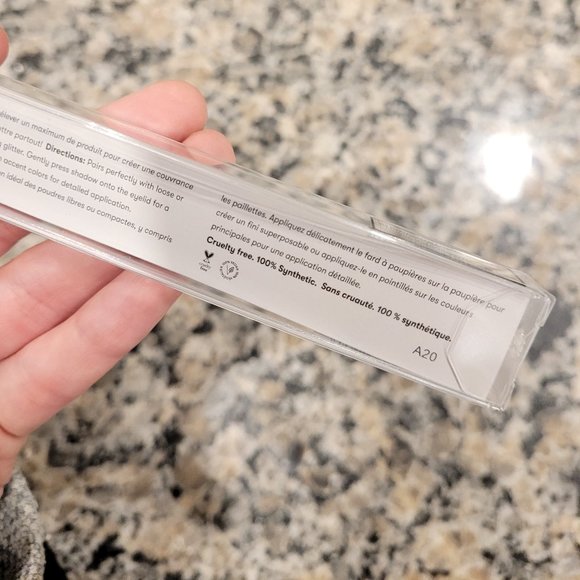 élever un maximum de produit pour créer une couvrance
ettre partout! Directions: Pairs perfectly with loose or
g glitter. Gently press shadow onto the eyelid for a
h accent colors for detailed application.
n idéal des poudres libres ou compactes, y compris
les paillettes. Appliquez délicatement le fard à paupières sur la paupière pour
créer un fini superposable ou appliquez-le en pointillés sur les couleurs
principales pour une application détaillée.
Cruelty free. 100% Synthetic. Sans cruauté. 100 % synthétique.
A20